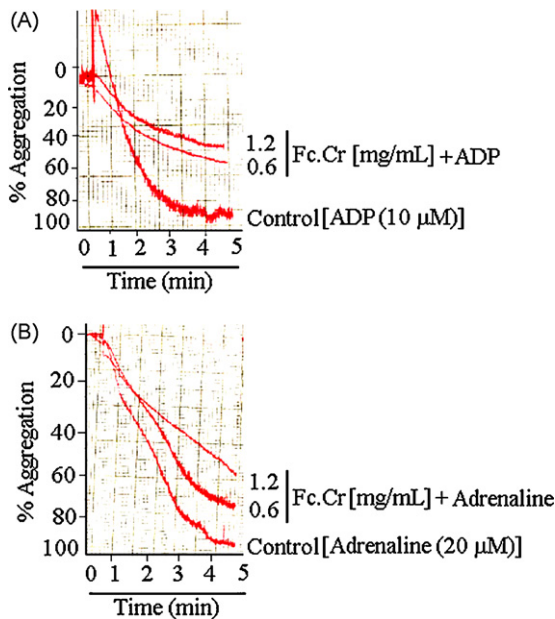 (A)
% Aggregation
0
20
40
60
80
100
1.2
0.6
Fc.Cr [mg/mL] + ADP
Control [ADP (10 µM)]
0 1 2 3 4 5
Time (min)
(B)
% Aggregation
0
20
40
60
80
100
1.2
0.6
Fc.Cr [mg/mL] + Adrenaline
Control [Adrenaline (20 µM)]
0 1 2 3 4 5
Time (min)